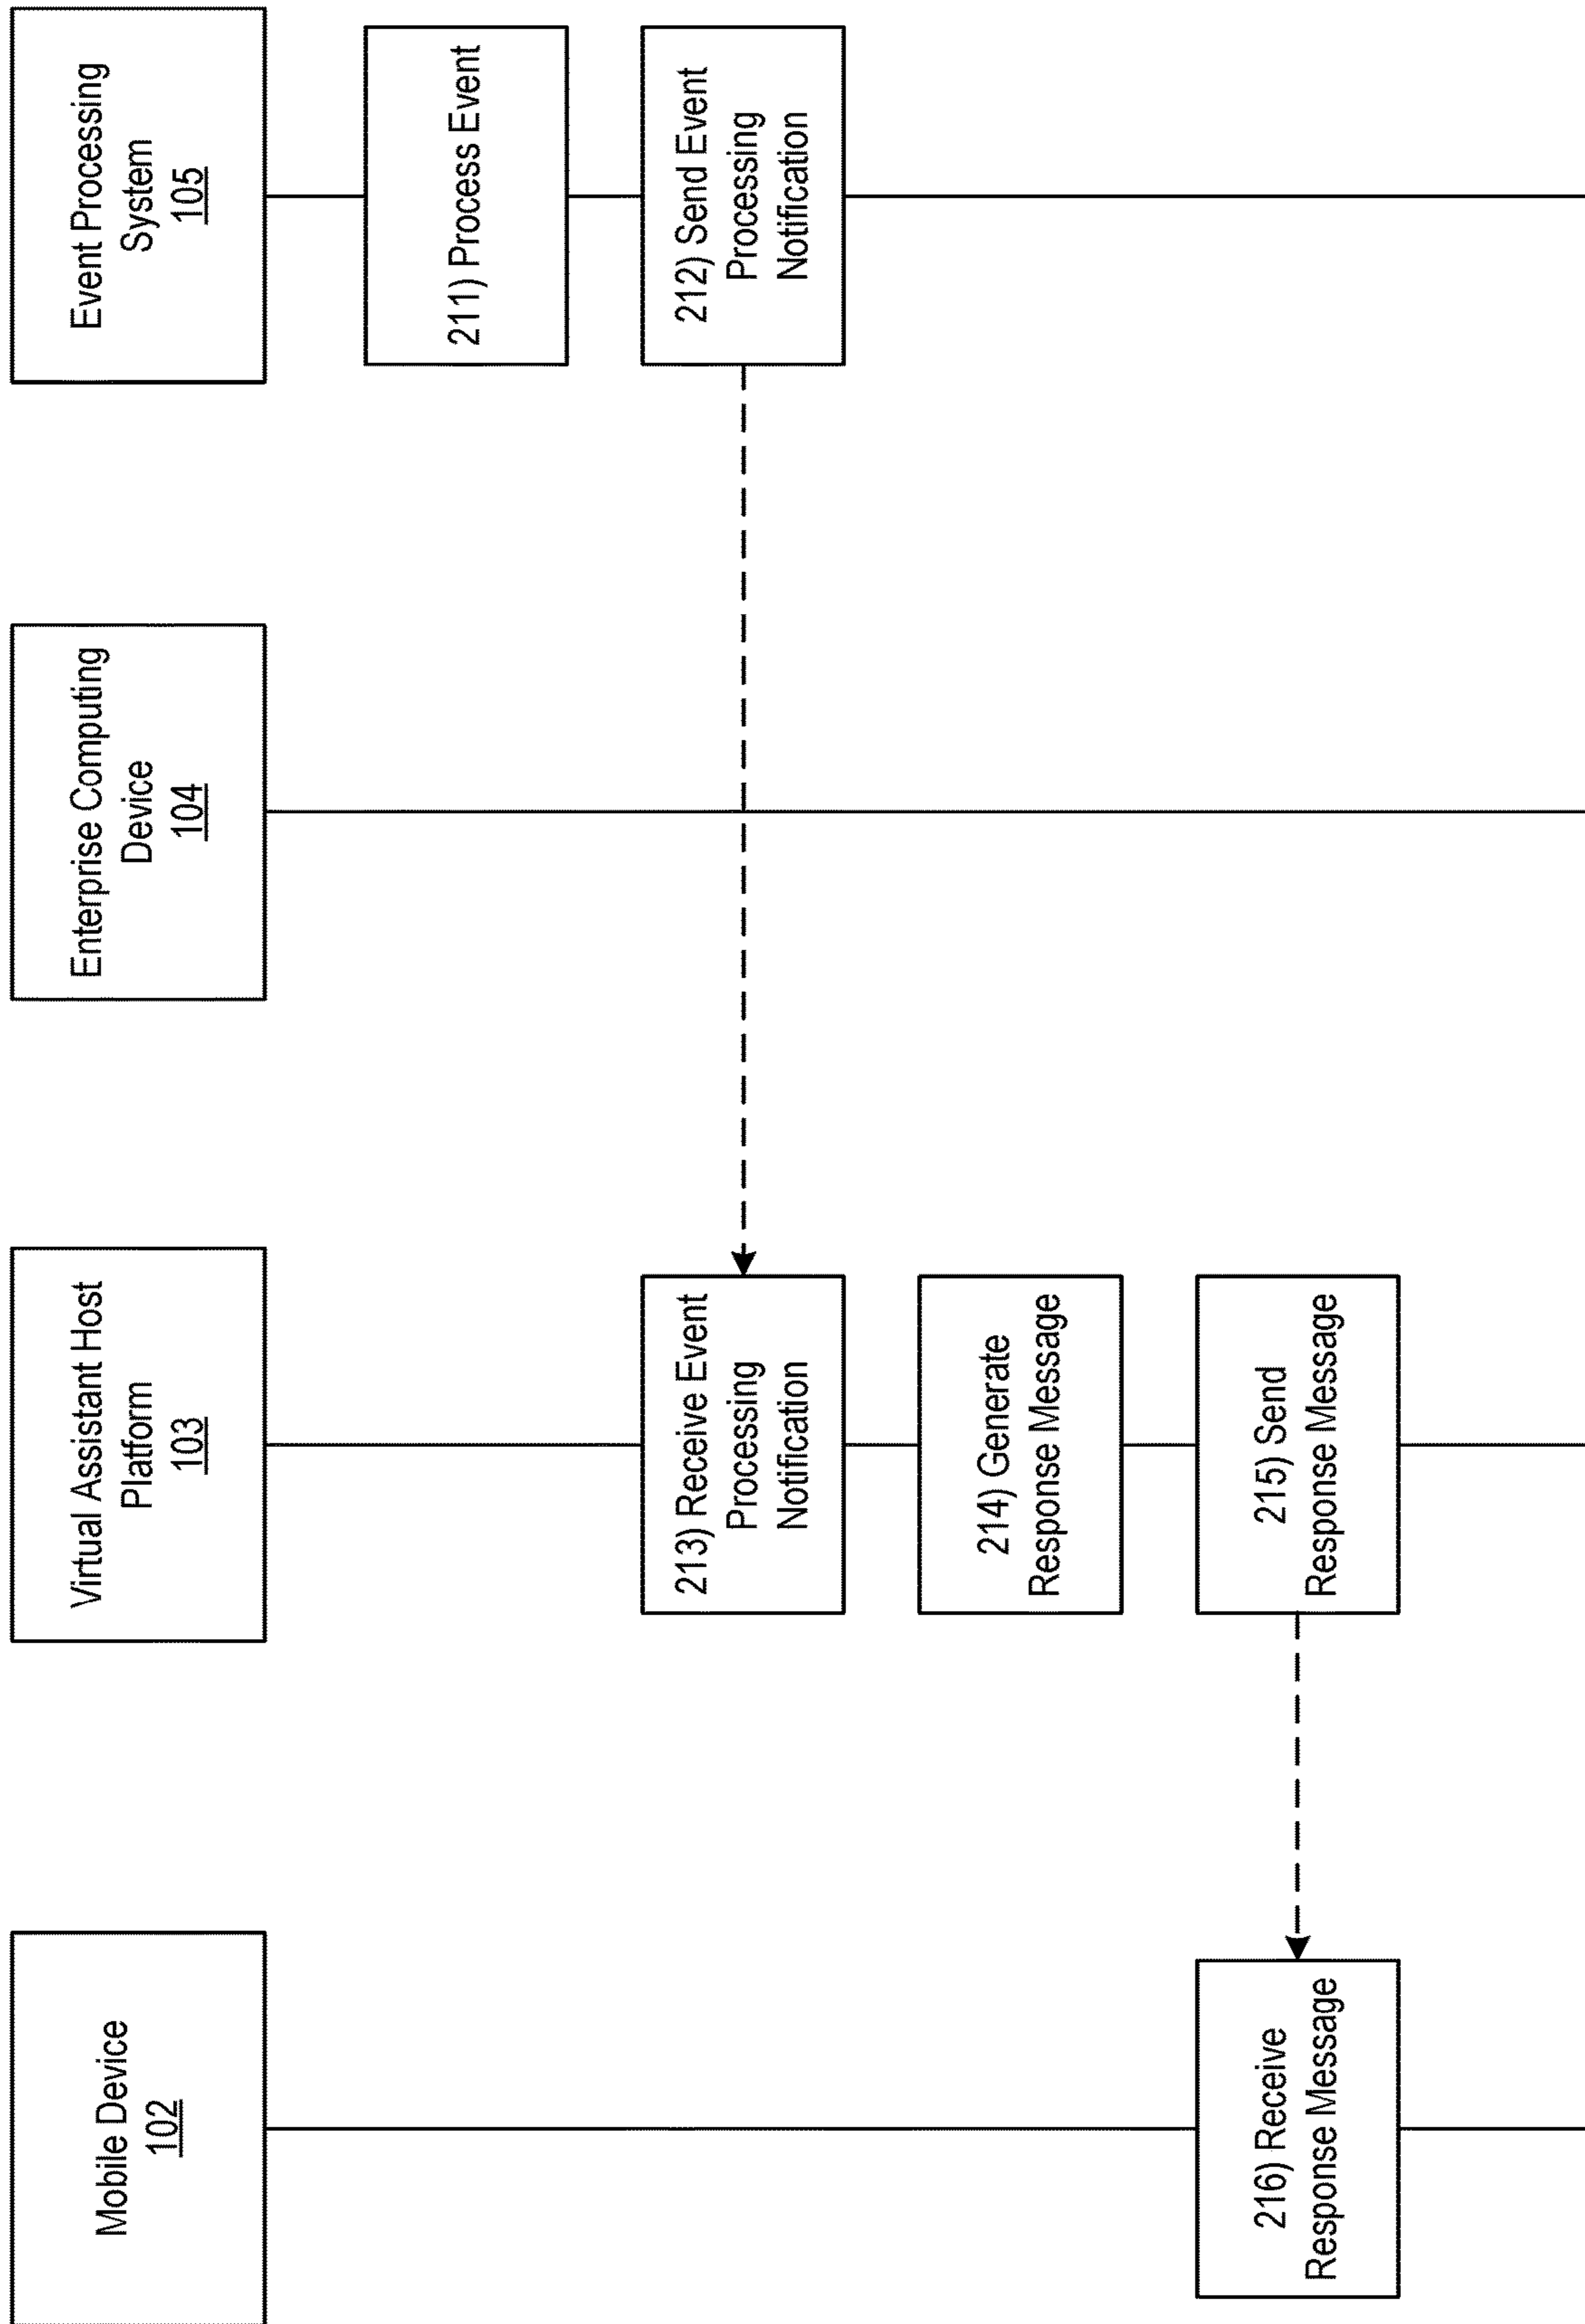 Mobile Device
102
Virtual Assistant Host
Platform
103
Enterprise Computing
Device
104
Event Processing
System
105
211) Process Event
212) Send Event
Processing
Notification
213) Receive Event
Processing
Notification
214) Generate
Response Message
215) Send
Response Message
216) Receive
Response Message